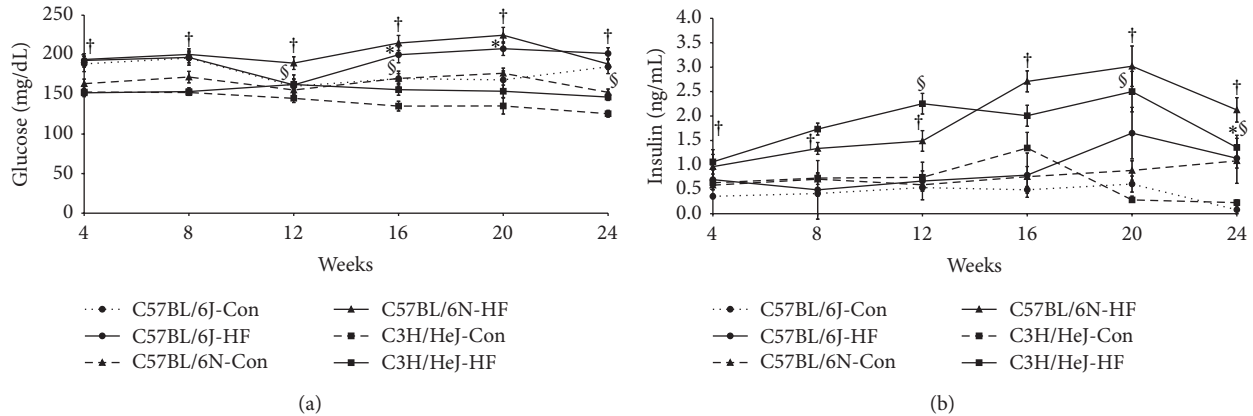 Glucose (mg/dL)
250
200
150
100
50
0
† † † † † †
* *
§ § §
4 8 12 16 20 24
Weeks
C57BL/6J-Con
C57BL/6J-HF
C57BL/6N-Con
C57BL/6N-HF
C3H/HeJ-Con
C3H/HeJ-HF
(a)
Insulin (ng/mL)
4.0
3.5
3.0
2.5
2.0
1.5
1.0
0.5
0.0
† † † † † †
§ § *§
4 8 12 16 20 24
Weeks
C57BL/6J-Con
C57BL/6J-HF
C57BL/6N-Con
C57BL/6N-HF
C3H/HeJ-Con
C3H/HeJ-HF
(b)